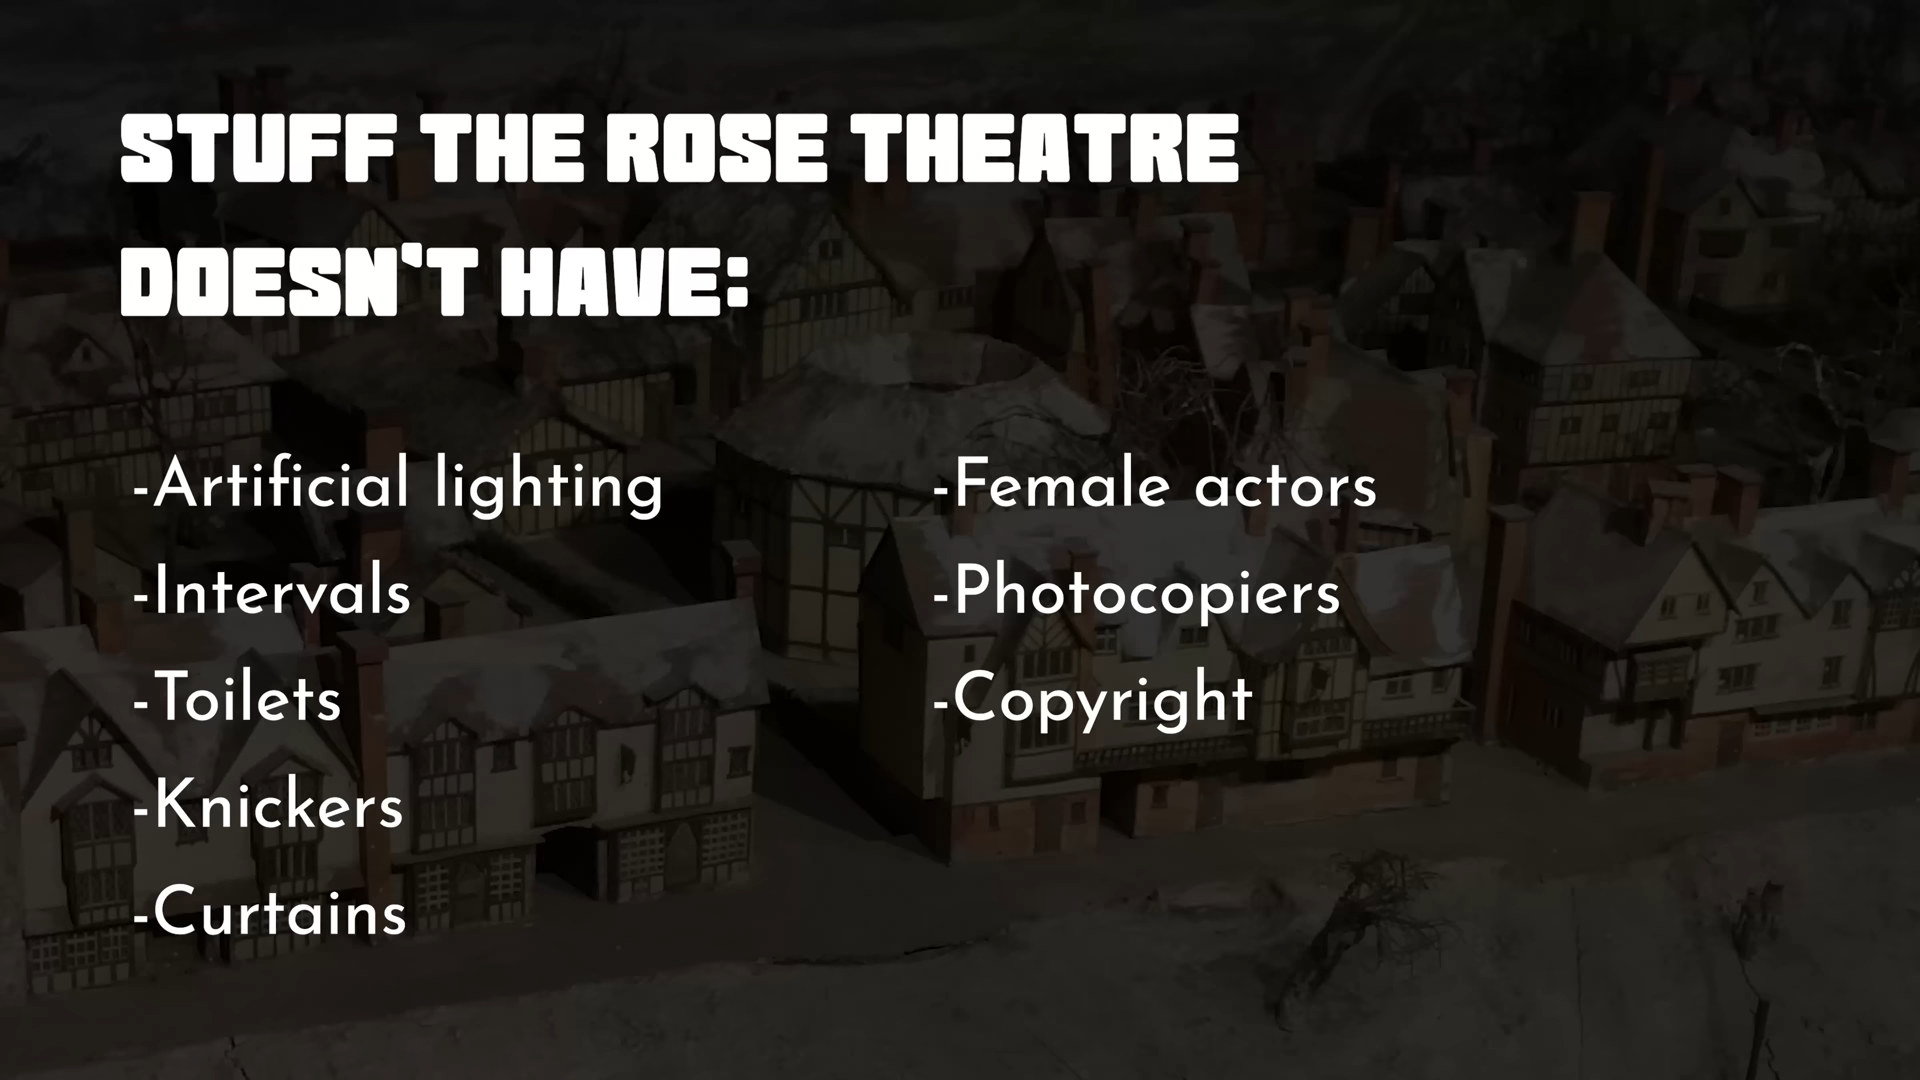 STUFF THE ROSE THEATRE
DOESN'T HAVE:
-Artificial lighting
-Intervals
-Toilets
-Knickers
-Curtains
-Female actors
-Photocopiers
-Copyright